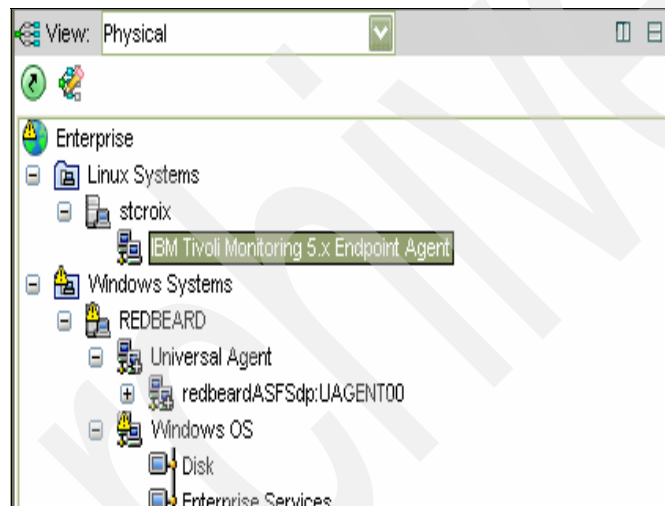 View: Physical
Enterprise
Linux Systems
stcroix
IBM Tivoli Monitoring 5.x Endpoint Agent
Windows Systems
REDBEARD
Universal Agent
redbeardASFSdp:UAGENT00
Windows OS
Disk
Enterprise Services